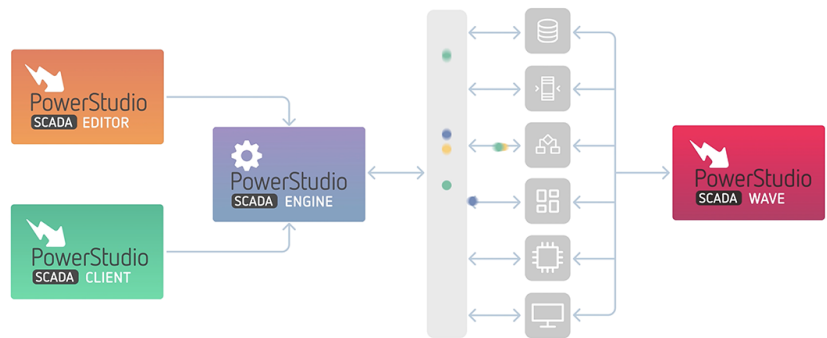 PowerStudio
SCADA EDITOR
PowerStudio
SCADA ENGINE
PowerStudio
SCADA CLIENT
PowerStudio
SCADA WAVE